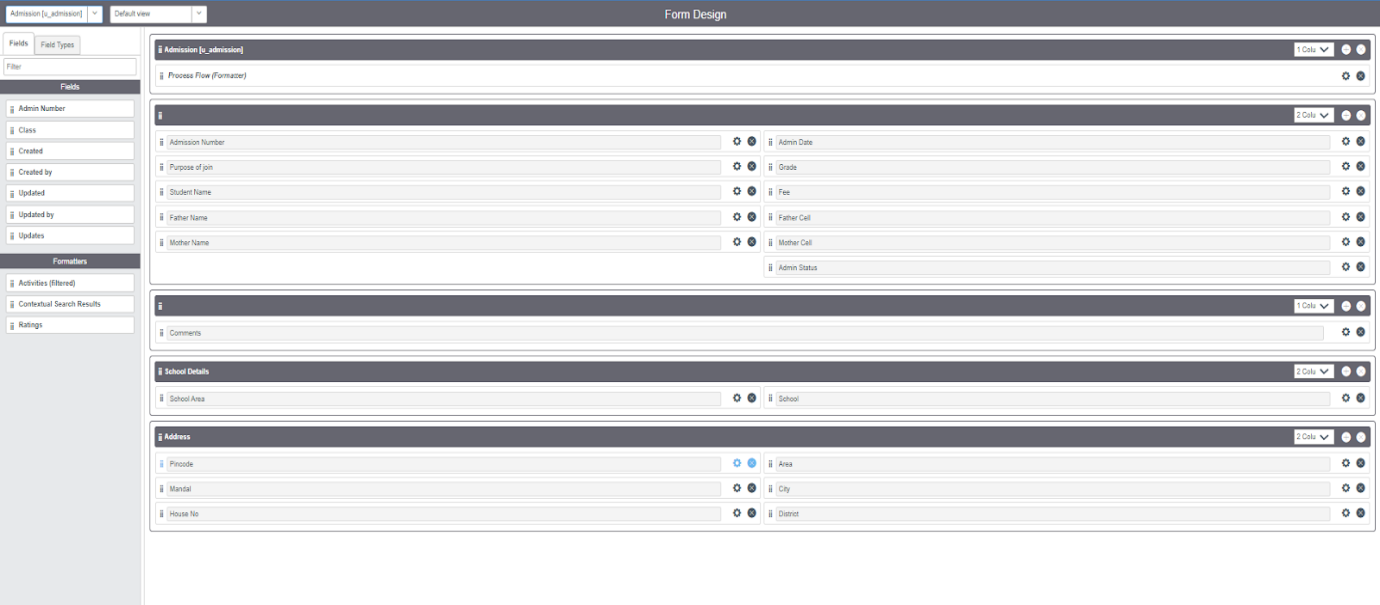 Admission [u_admission]
Default view
Form Design
Fields
Field Types
Filter
Fields
Admin Number
Class
Created
Created by
Updated
Updated by
Updates
Formatters
Activities (filtered)
Contextual Search Results
Ratings
Admission [u_admission]
1 Colu
Process Flow (Formatter)
2 Colu
Admission Number
Admin Date
Purpose of join
Grade
Student Name
Fee
Father Name
Father Cell
Mother Name
Mother Cell
Admin Status
1 Colu
Comments
School Details
2 Colu
School Area
School
Address
2 Colu
Pincode
Area
Mandal
City
House No
District